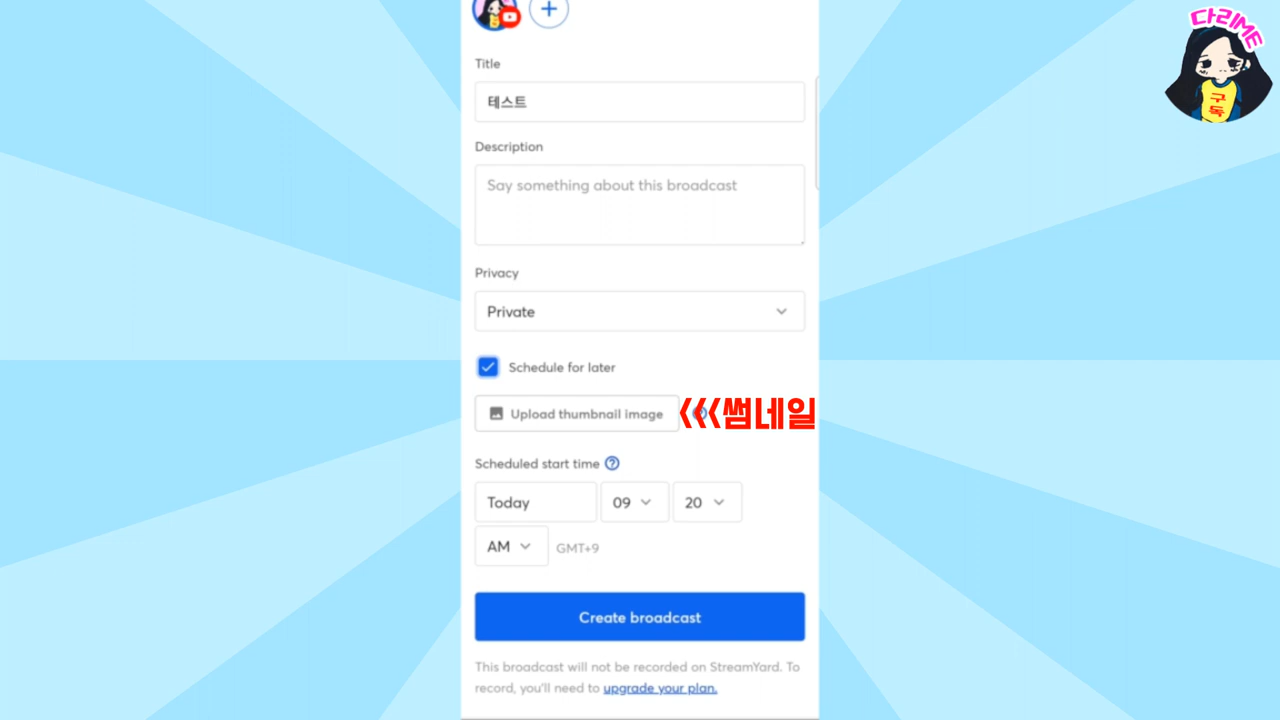 다리ME
구독
Title
테스트
Description
Say something about this broadcast
Privacy
Private
Schedule for later
Upload thumbnail image <<<썸네일
Scheduled start time ?
Today 09 20
AM GMT+9
Create broadcast
This broadcast will not be recorded on StreamYard. To
record, you'll need to upgrade your plan.